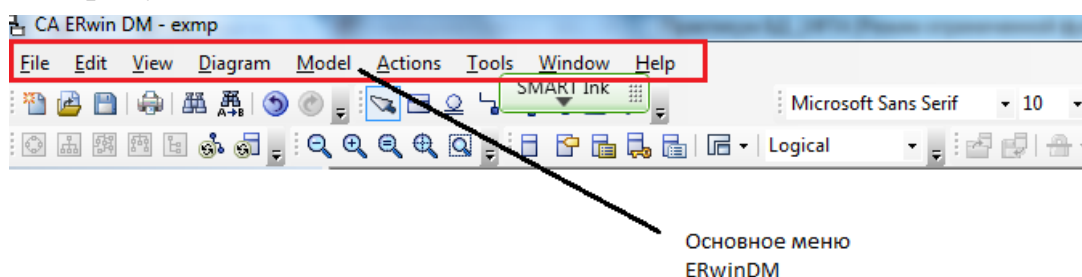 CA ERwin DM - exmp
File Edit View Diagram Model Actions Tools Window Help
SMART Ink
Microsoft Sans Serif 10
Logical
Основное меню
ERwinDM